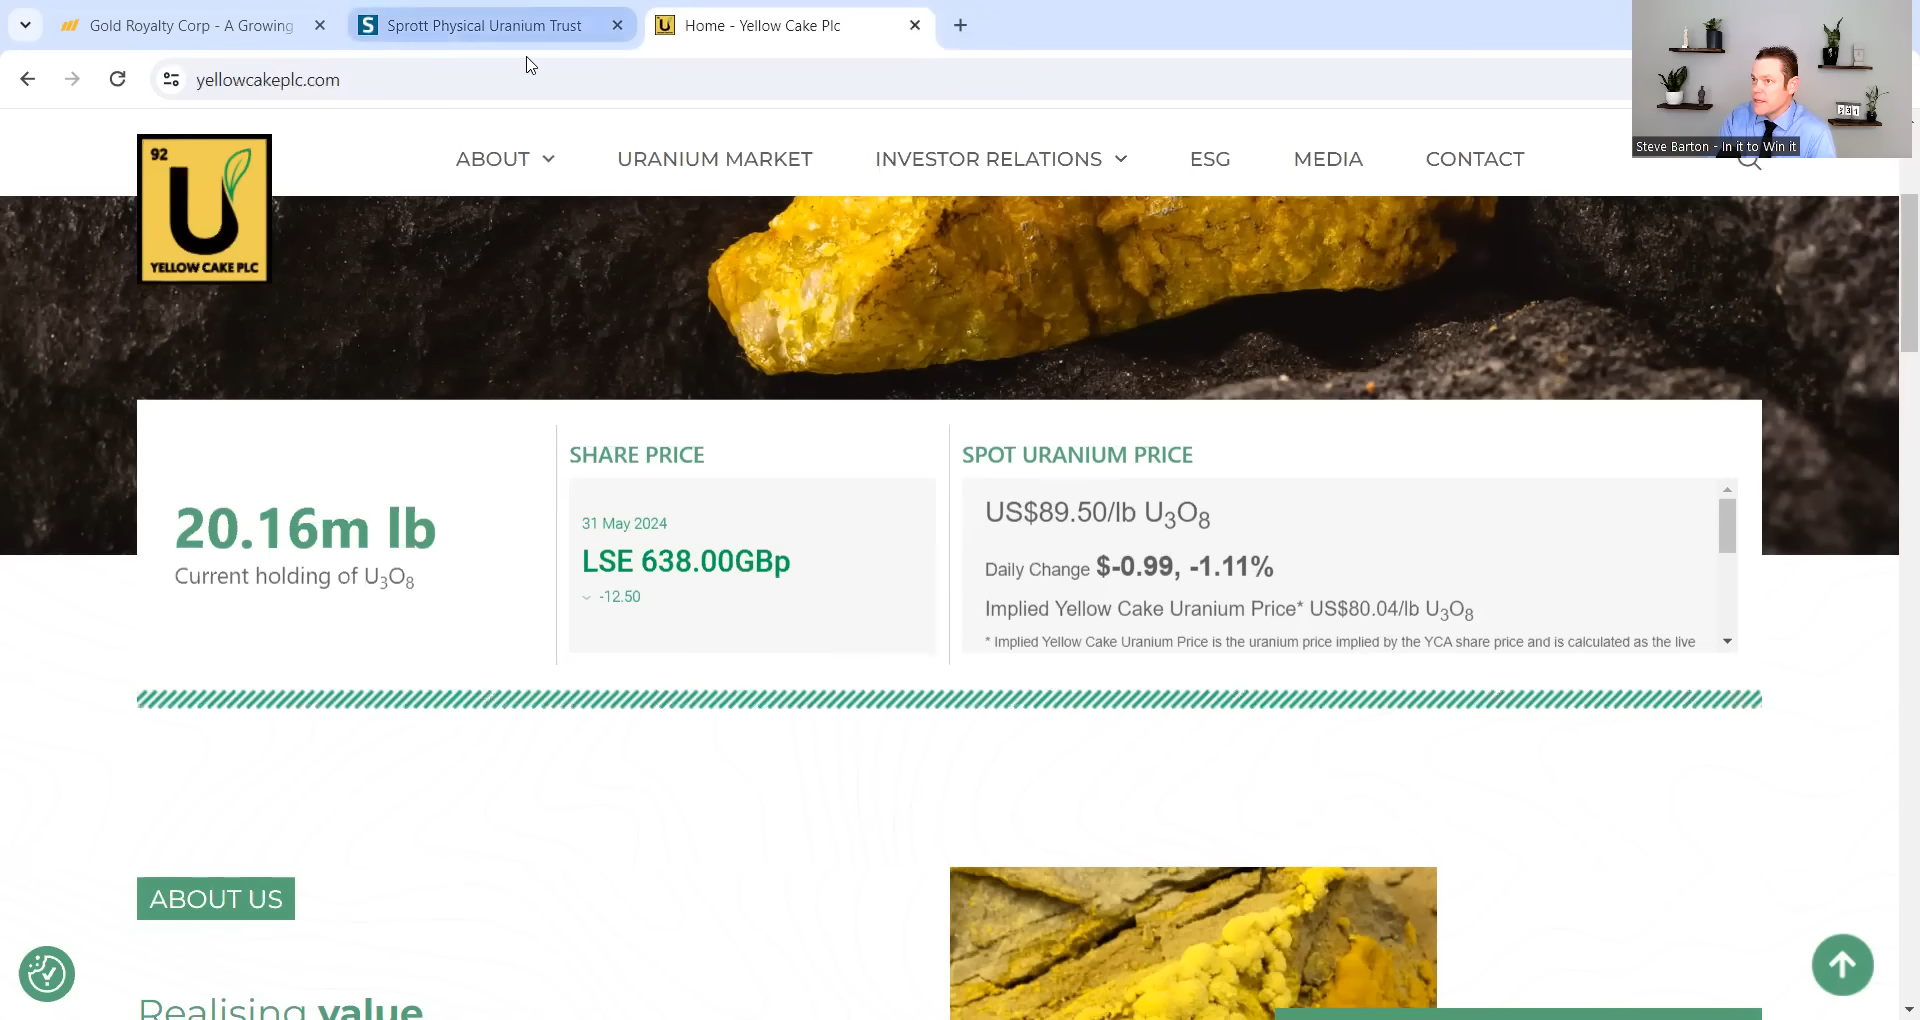 Gold Royalty Corp - A Growing
Sprott Physical Uranium Trust
Home - Yellow Cake Plc
yellowcakeplc.com
Steve Barton - In it to Win it
92
U
YELLOW CAKE PLC
ABOUT
URANIUM MARKET
INVESTOR RELATIONS
ESG
MEDIA
CONTACT
20.16m lb
Current holding of U₃O₈
SHARE PRICE
31 May 2024
LSE 638.00GBp
-12.50
SPOT URANIUM PRICE
US$89.50/lb U₃O₈
Daily Change $-0.99, -1.11%
Implied Yellow Cake Uranium Price* US$80.04/lb U₃O₈
* Implied Yellow Cake Uranium Price is the uranium price implied by the YCA share price and is calculated as the live
ABOUT US
Realising value